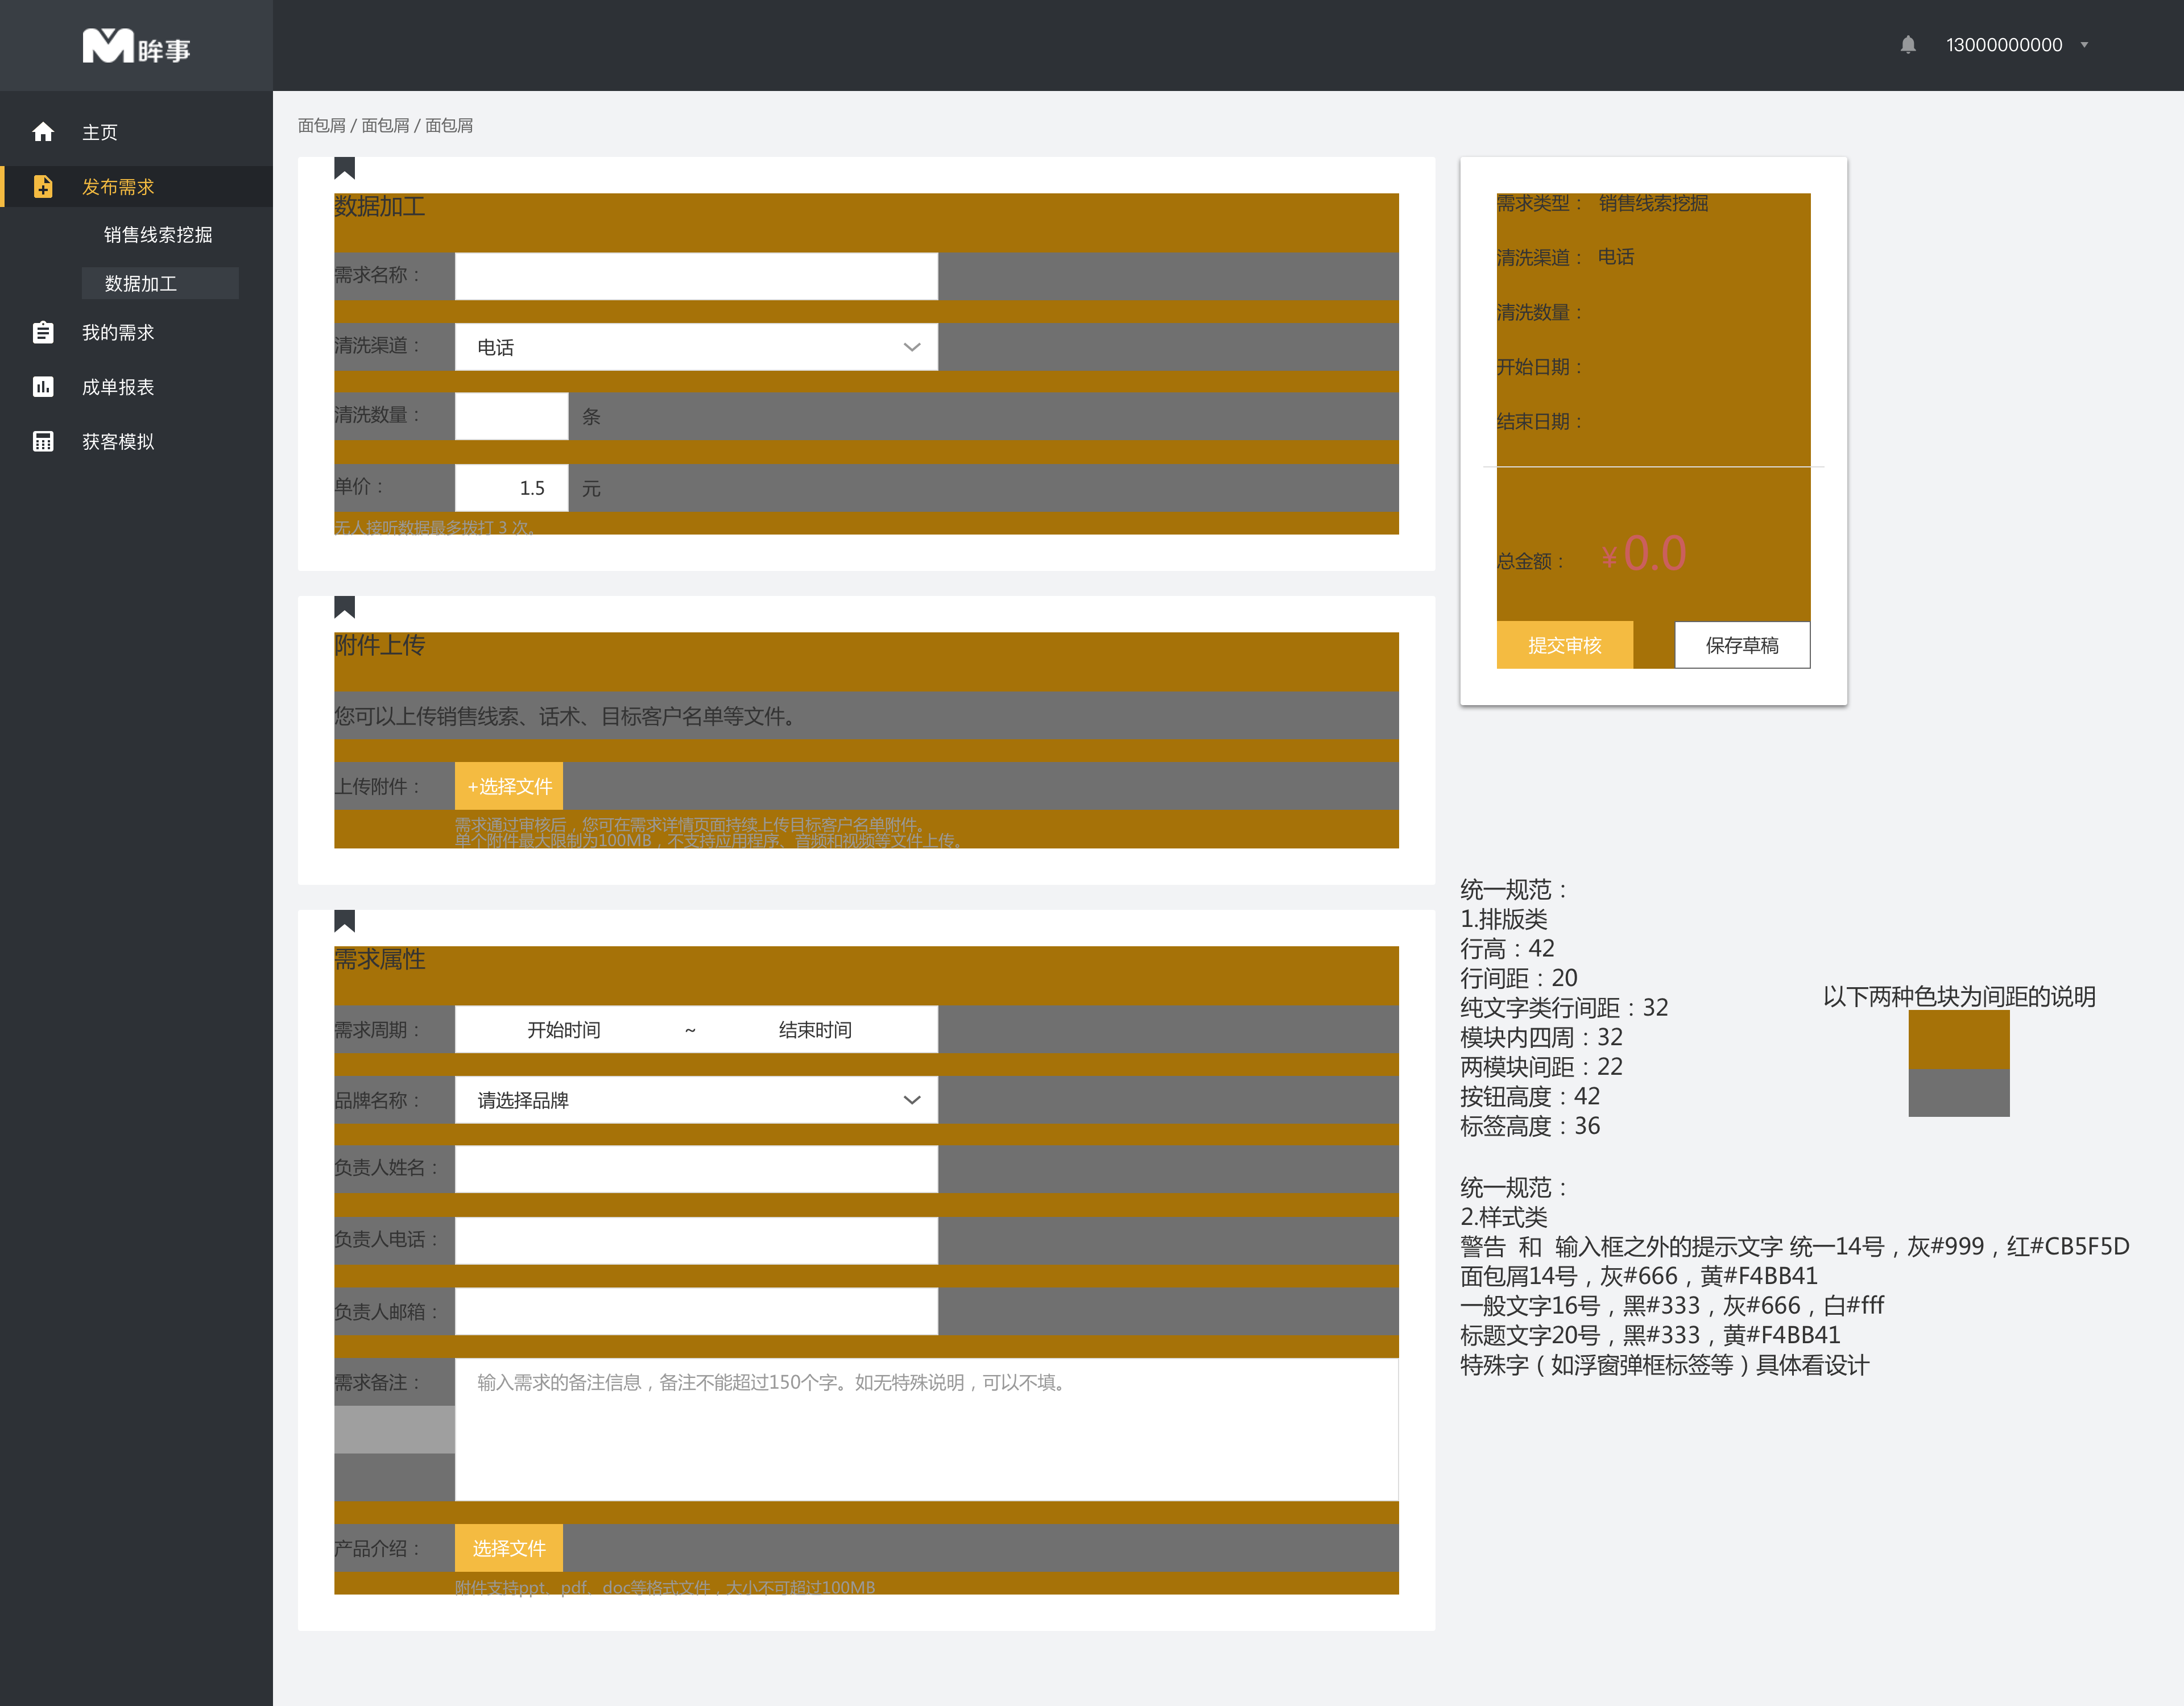 眸事
13000000000
主页
发布需求
销售线索挖掘
数据加工
我的需求
成单报表
获客模拟
面包屑 / 面包屑 / 面包屑
数据加工
需求名称：
清洗渠道： 电话
清洗数量： 条
单价： 1.5 元
无人接听数据最多拨打 3 次。
附件上传
您可以上传销售线索、话术、目标客户名单等文件。
上传附件： +选择文件
需求通过审核后，您可在需求详情页面持续上传目标客户名单附件。
单个附件最大限制为100MB，不支持应用程序、音频和视频等文件上传。
需求属性
需求周期： 开始时间 ~ 结束时间
品牌名称： 请选择品牌
负责人姓名：
负责人电话：
负责人邮箱：
需求备注： 输入需求的备注信息，备注不能超过150个字。如无特殊说明，可以不填。
产品介绍： 选择文件
附件支持ppt、pdf、doc等格式文件，大小不可超过100MB
需求类型： 销售线索挖掘
清洗渠道： 电话
清洗数量：
开始日期：
结束日期：
总金额： ¥0.0
提交审核 保存草稿
统一规范：
1.排版类
行高：42
行间距：20
纯文字类行间距：32
模块内四周：32
两模块间距：22
按钮高度：42
标签高度：36
以下两种色块为间距的说明
统一规范：
2.样式类
警告 和 输入框之外的提示文字 统一14号，灰#999，红#CB5F5D
面包屑14号，灰#666，黄#F4BB41
一般文字16号，黑#333，灰#666，白#fff
标题文字20号，黑#333，黄#F4BB41
特殊字（如浮窗弹框标签等）具体看设计